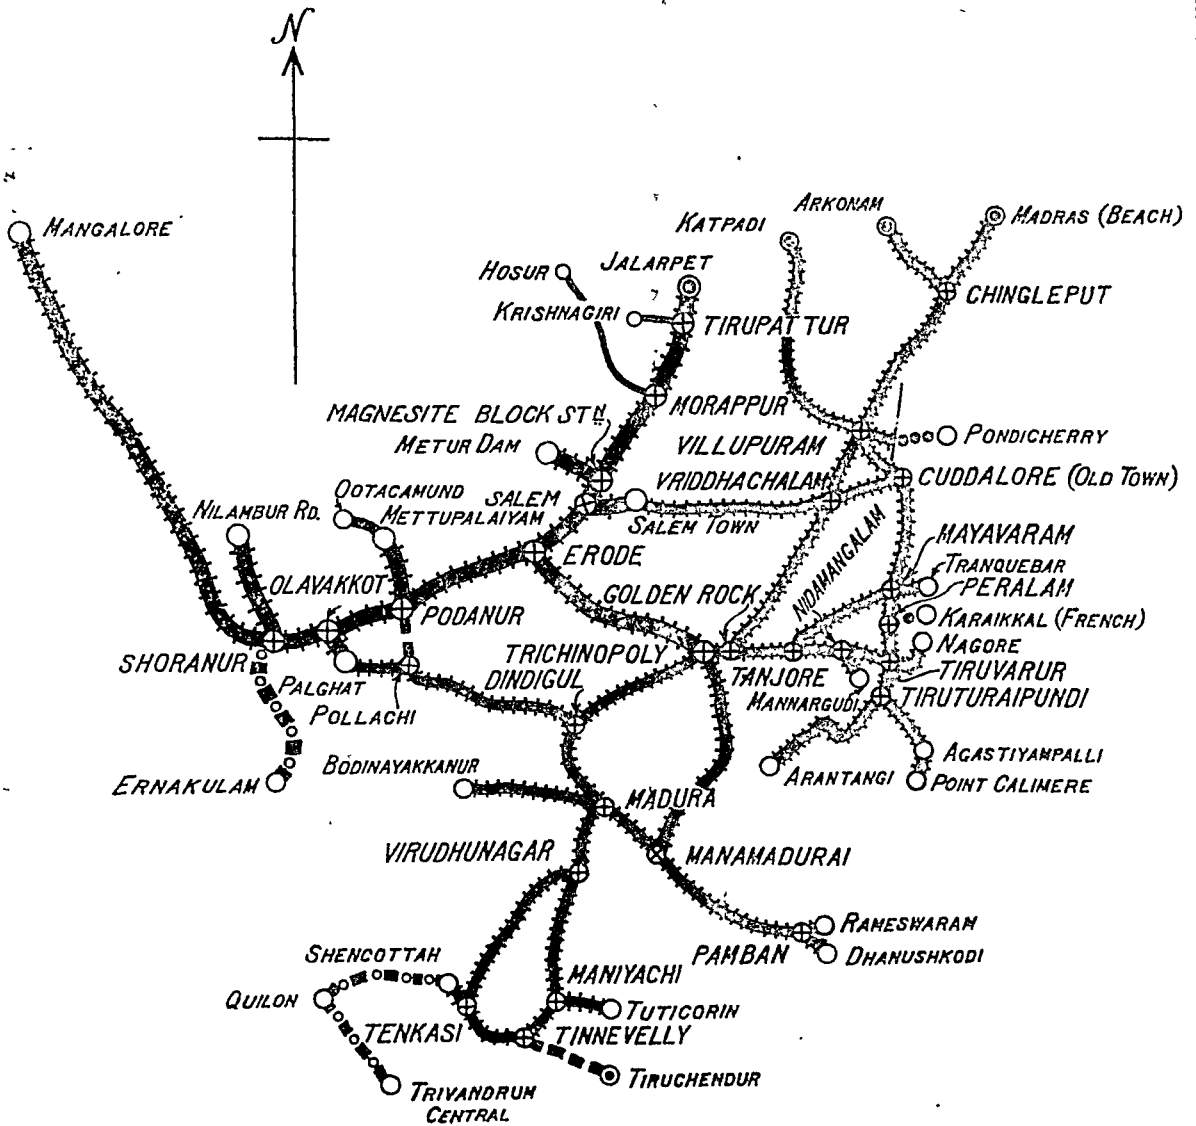 N
MANGALORE
KATPADI
ARKONAM
MADRAS (BEACH)
HOSUR
JALARPET
CHINGLEPUT
KRISHNAGIRI
TIRUPATTUR
MORAPPUR
MAGNESITE BLOCK STN
METUR DAM
VILLUPURAM
PONDICHERRY
VRIDDHACHALAM
CUDDALORE (OLD TOWN)
OOTACAMUND
METTUPALAIYAM
SALEM
SALEM TOWN
NILAMBUR RD.
ERODE
NIDAMANGALAM
MAYAVARAM
TRANQUEBAR
PERALAM
OLAVAKKOT
PODANUR
GOLDEN ROCK
KARAIKKAL (FRENCH)
NAGORE
SHORANUR
TRICHINOPOLY
TANJORE
TIRUVARUR
PALGHAT
DINDIGUL
MANNARGUDI
TIRUTURAIPUNDI
POLLACHI
AGASTIYAMPALLI
ERNAKULAM
BODINAYAKKANUR
ARANTANGI
POINT CALIMERE
MADURA
VIRUDHUNAGAR
MANAMADURAI
RAMESWARAM
SHENCOTTAH
PAMBAN
DHANUSHKODI
MANIYACHI
QUILON
TUTICORIN
TENKASI
TINNEVELLY
TIRUCHENDUR
TRIVANDRUM
CENTRAL